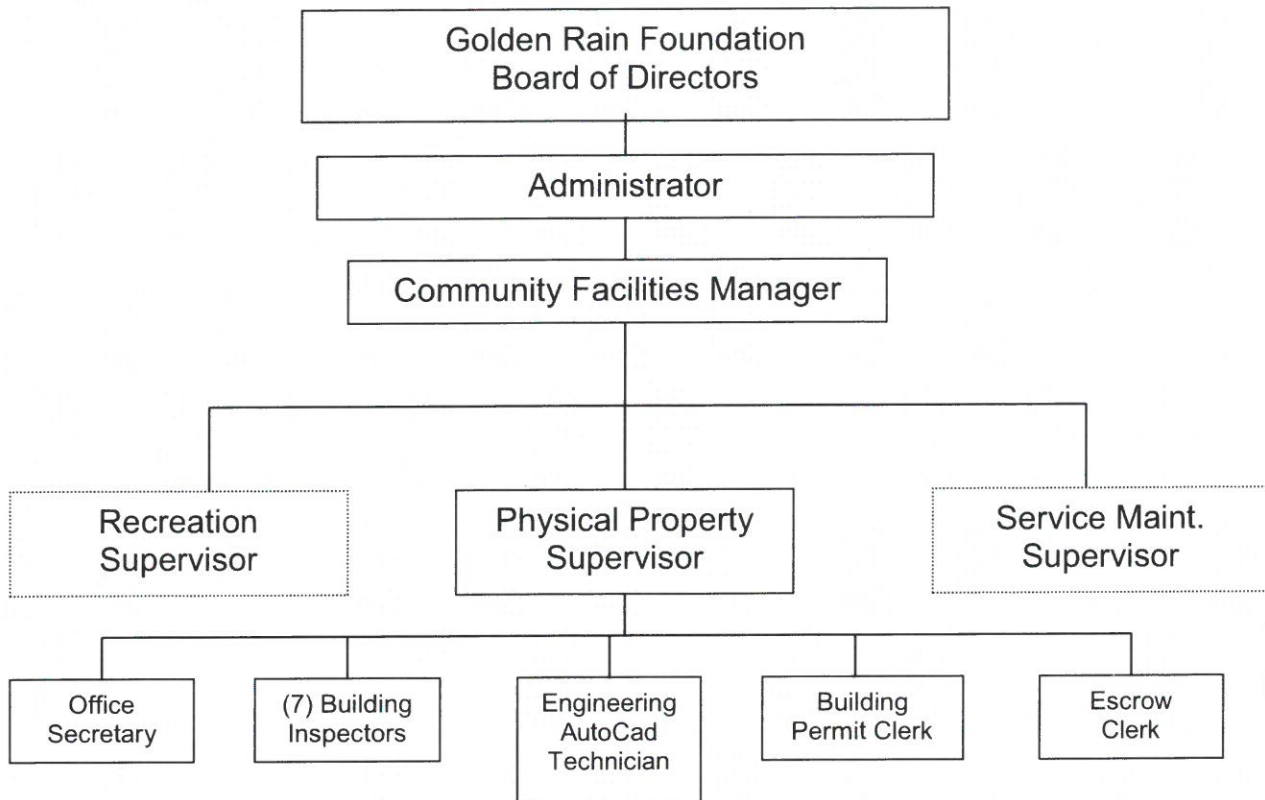 Golden Rain Foundation
Board of Directors
Administrator
Community Facilities Manager
Recreation
Supervisor
Physical Property
Supervisor
Service Maint.
Supervisor
Office
Secretary
(7) Building
Inspectors
Engineering
AutoCad
Technician
Building
Permit Clerk
Escrow
Clerk